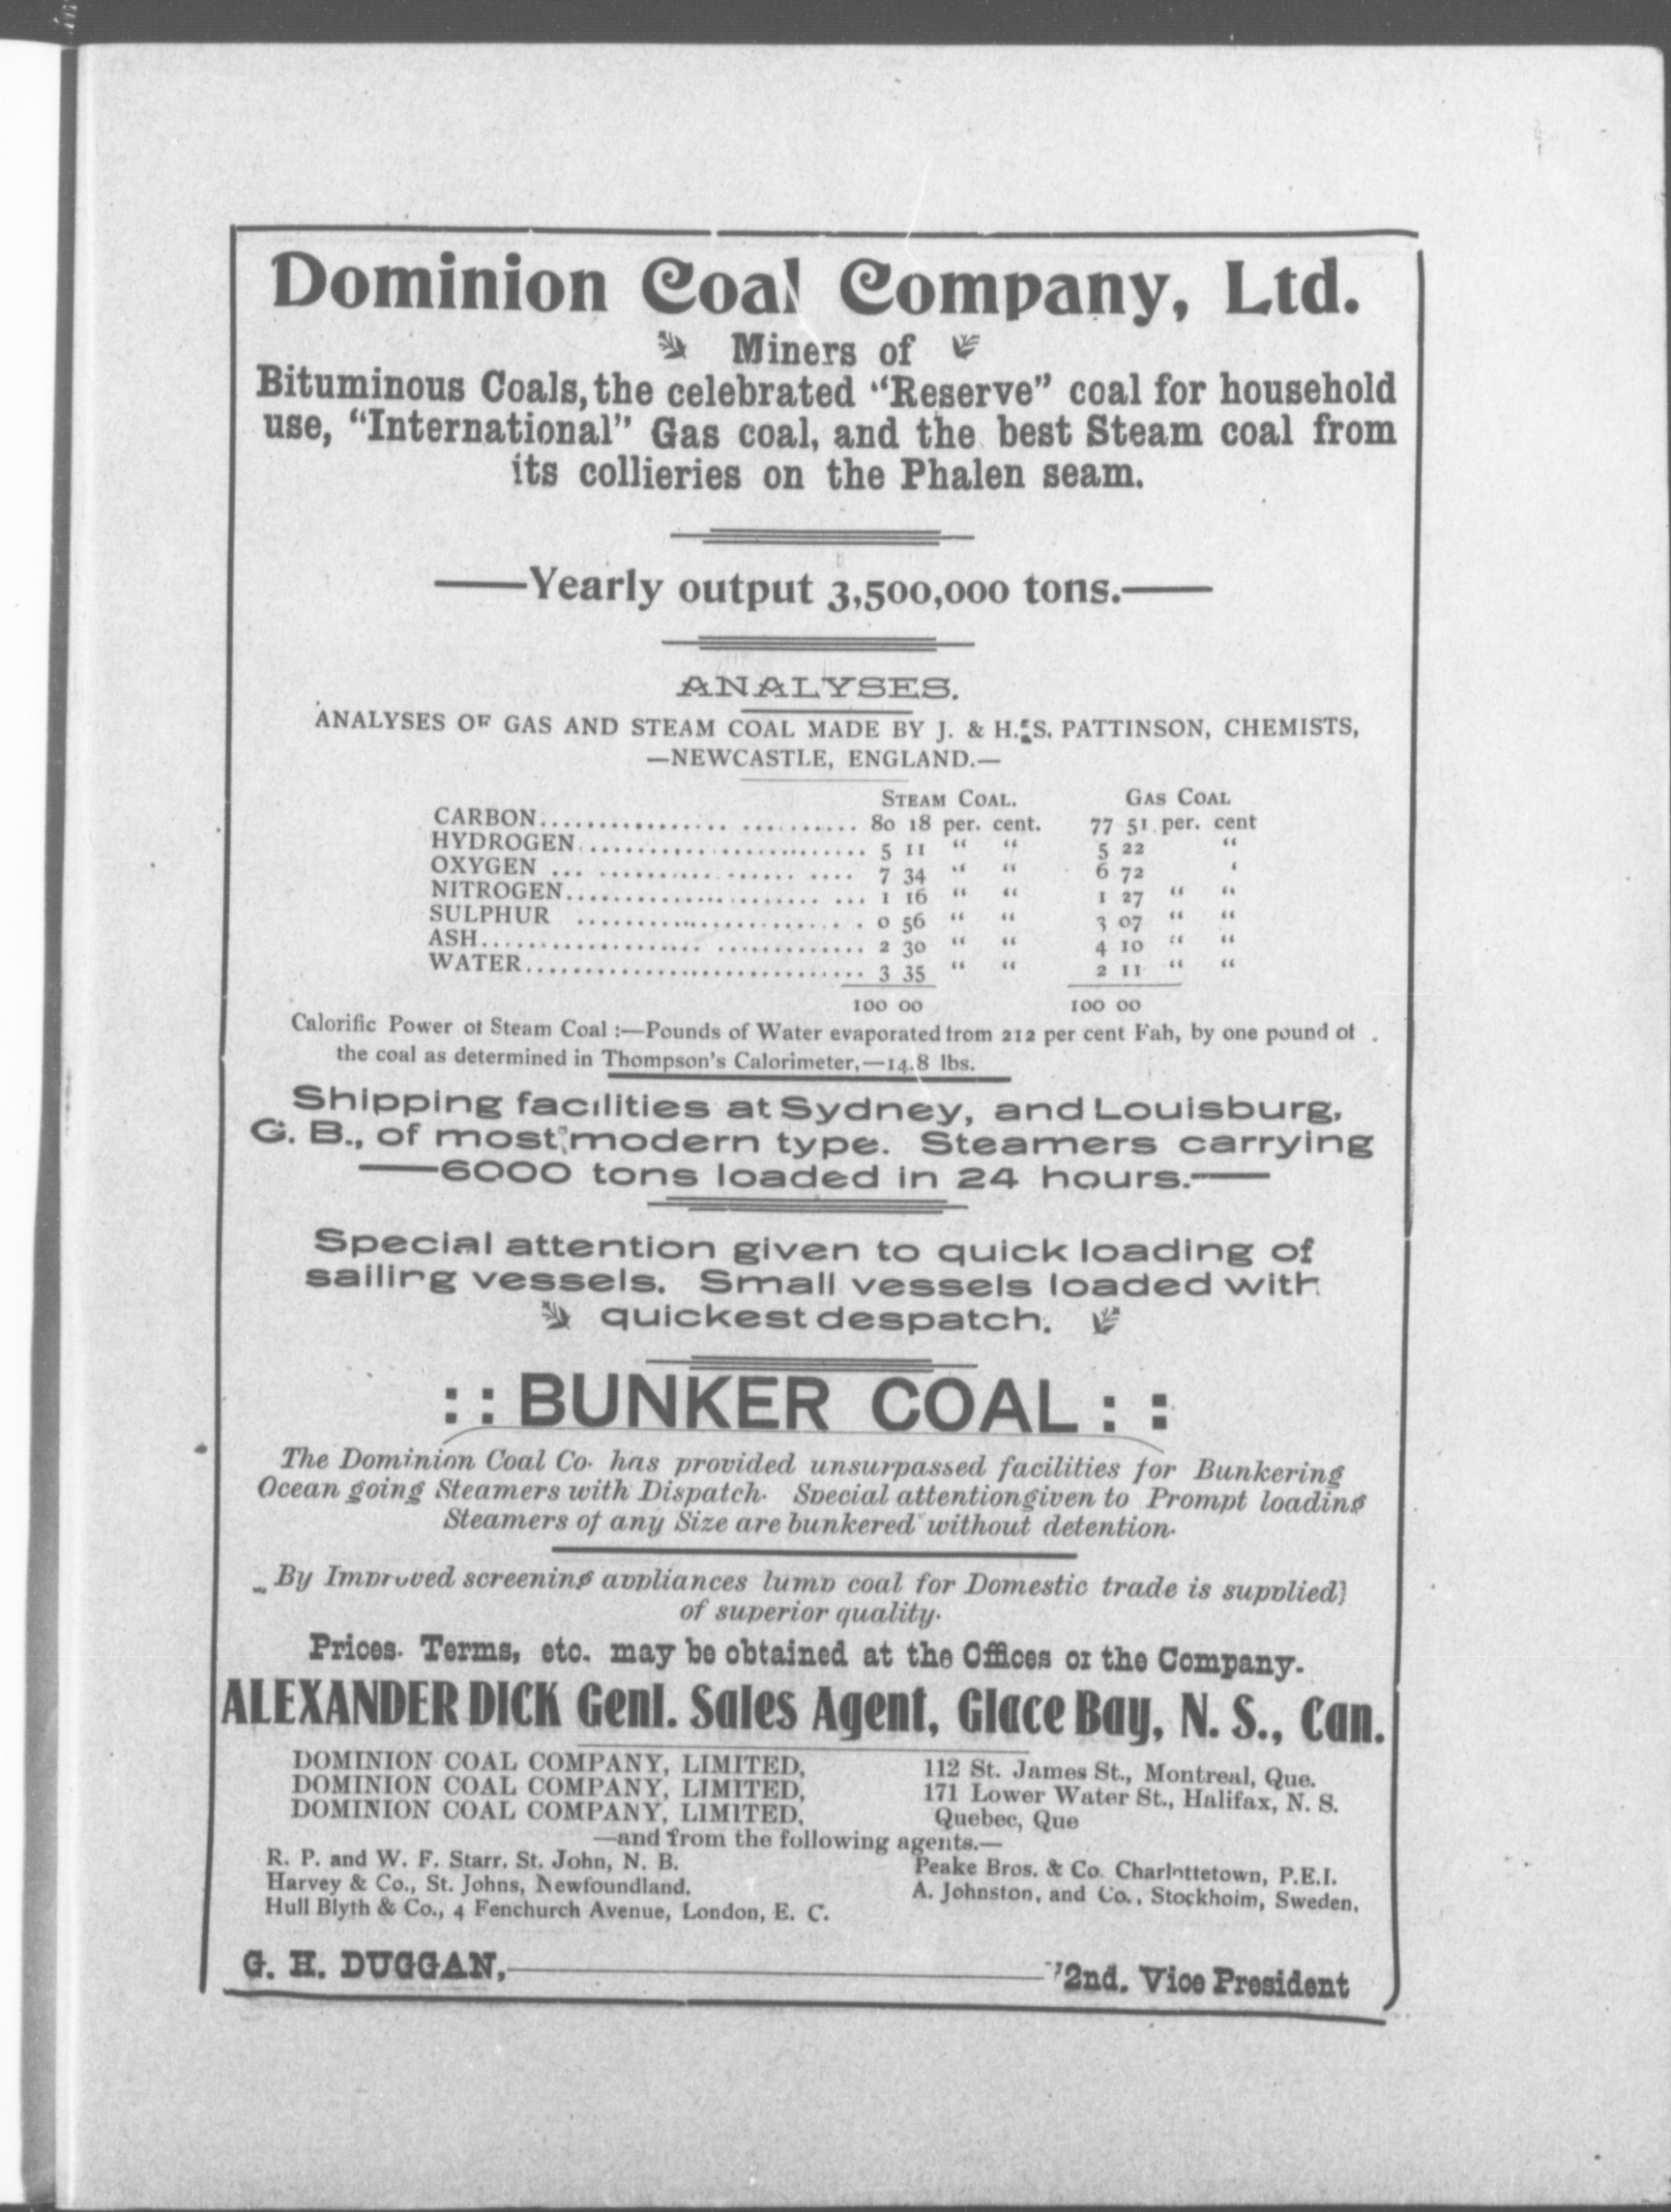 Dominion Coal Company, Ltd.
Miners of
Bituminous Coals, the celebrated "Reserve" coal for household
use, "International" Gas coal, and the best Steam coal from
its collieries on the Phalen seam.
—Yearly output 3,500,000 tons.—
ANALYSES.
ANALYSES OF GAS AND STEAM COAL MADE BY J. & H. S. PATTINSON, CHEMISTS,
—NEWCASTLE, ENGLAND.—
STEAM COAL. GAS COAL
CARBON........................... 80 18 per. cent. 77 51 per. cent
HYDROGEN........................... 5 11 " " 5 22 "
OXYGEN ........................... 7 34 " " 6 72 '
NITROGEN........................... 1 16 " " 1 27 " "
SULPHUR ........................... 0 56 " " 3 07 " "
ASH........................... 2 30 " " 4 10 " "
WATER........................... 3 35 " " 2 11 " "
100 00 100 00
Calorific Power of Steam Coal :—Pounds of Water evaporated from 212 per cent Fah, by one pound of
the coal as determined in Thompson's Calorimeter,—14.8 lbs.
Shipping facilities at Sydney, and Louisburg,
C. B., of most modern type. Steamers carrying
—6000 tons loaded in 24 hours.—
Special attention given to quick loading of
sailing vessels. Small vessels loaded with
quickest despatch.
: : BUNKER COAL : :
The Dominion Coal Co. has provided unsurpassed facilities for Bunkering
Ocean going Steamers with Dispatch. Special attention given to Prompt loading
Steamers of any Size are bunkered without detention.
By Improved screening appliances lump coal for Domestic trade is supplied
of superior quality.
Prices. Terms, etc. may be obtained at the Offices of the Company.
ALEXANDER DICK Genl. Sales Agent, Glace Bay, N. S., Can.
DOMINION COAL COMPANY, LIMITED, 112 St. James St., Montreal, Que.
DOMINION COAL COMPANY, LIMITED, 171 Lower Water St., Halifax, N. S.
DOMINION COAL COMPANY, LIMITED, Quebec, Que
—and from the following agents.—
R. P. and W. F. Starr, St. John, N. B. Peake Bros. & Co. Charlottetown, P.E.I.
Harvey & Co., St. Johns, Newfoundland. A. Johnston, and Co., Stockholm, Sweden,
Hull Blyth & Co., 4 Fenchurch Avenue, London, E. C.
G. H. DUGGAN,— 2nd. Vice President